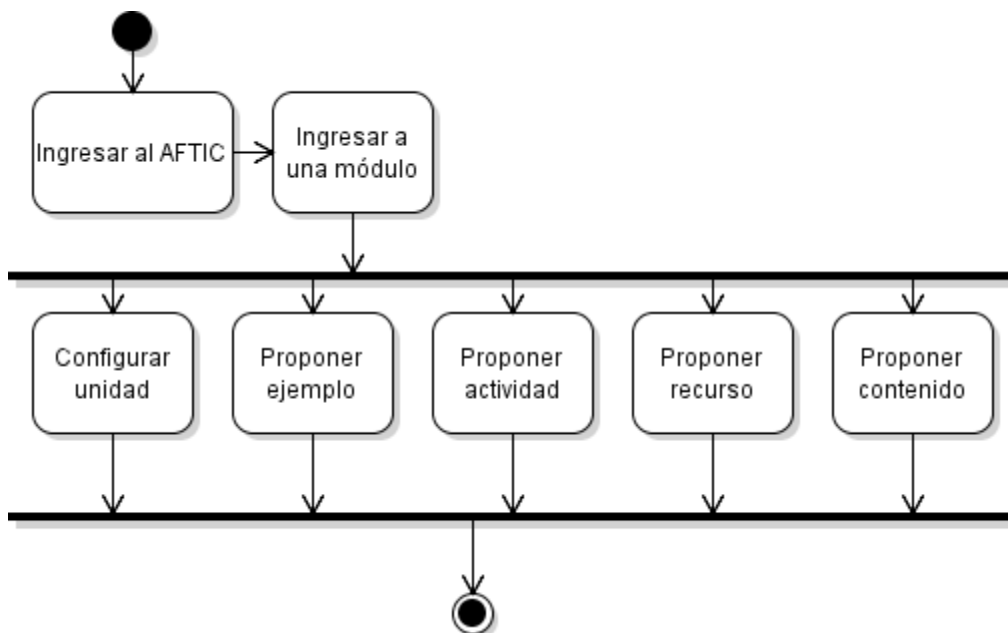 Ingresar al AFTIC
Ingresar a
una módulo
Configurar
unidad
Proponer
ejemplo
Proponer
actividad
Proponer
recurso
Proponer
contenido